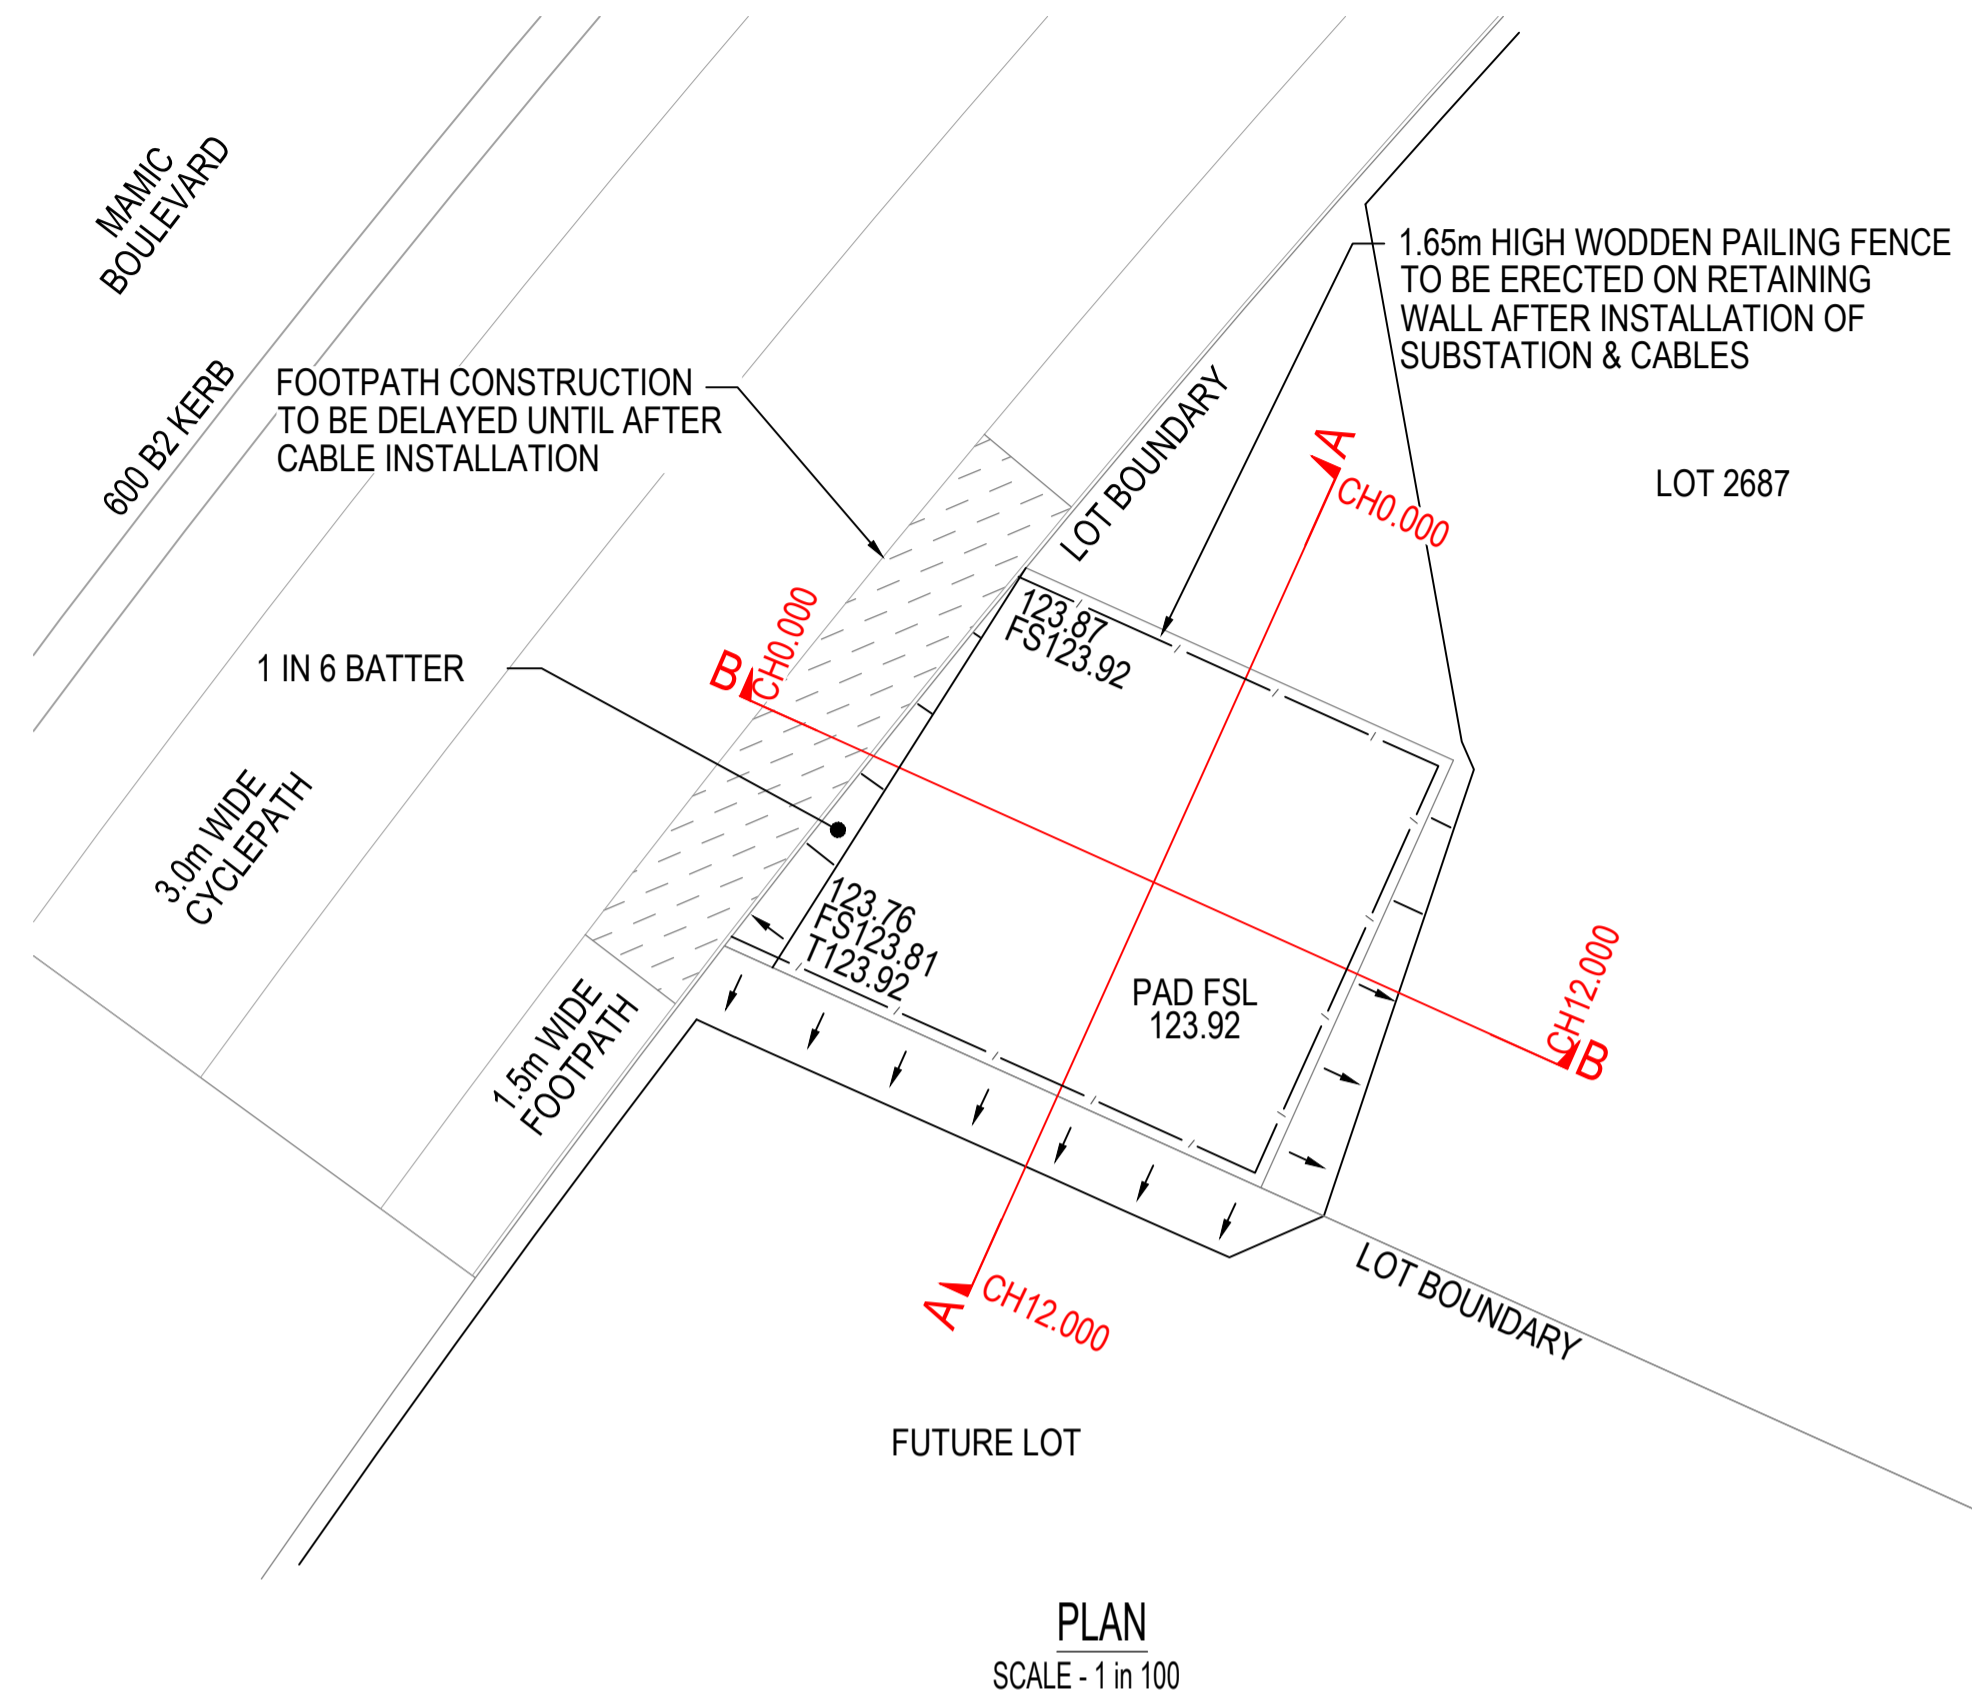 MAMIC
BOULEVARD
600 B2 KERB
FOOTPATH CONSTRUCTION
TO BE DELAYED UNTIL AFTER
CABLE INSTALLATION
1.65m HIGH WODDEN PAILING FENCE
TO BE ERECTED ON RETAINING
WALL AFTER INSTALLATION OF
SUBSTATION & CABLES
LOT BOUNDARY
A
CH0.000
LOT 2687
1 IN 6 BATTER
B
CH0.000
123.87
FS123.92
3.0m WIDE
CYCLEPATH
123.76
FS123.81
T123.92
PAD FSL
123.92
CH12.000
B
1.5m WIDE
FOOTPATH
A
CH12.000
LOT BOUNDARY
FUTURE LOT
PLAN
SCALE - 1 in 100